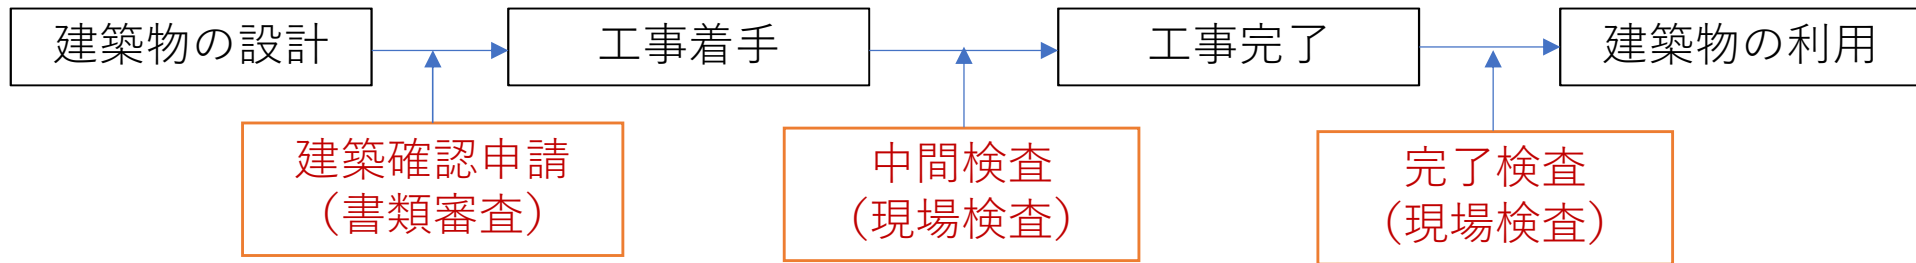 建築物の設計
工事着手
工事完了
建築物の利用
建築確認申請
（書類審査）
中間検査
（現場検査）
完了検査
（現場検査）